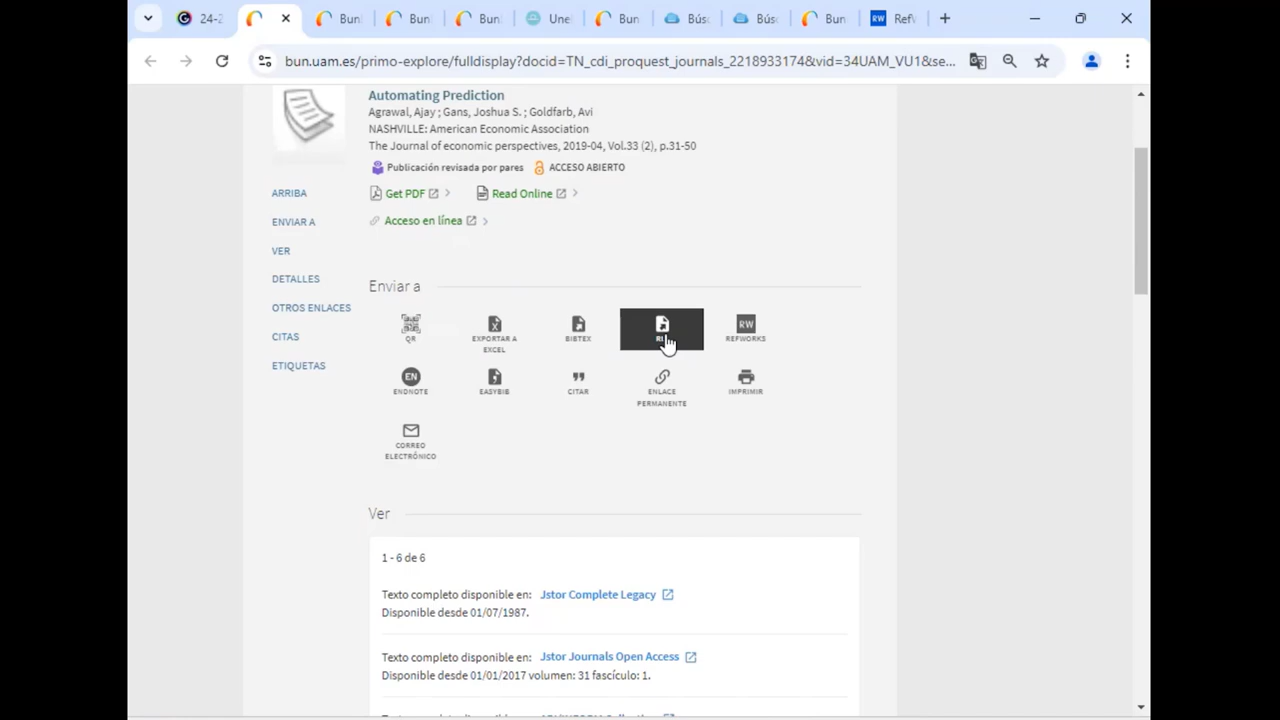 24-2
Bun
Bun
Bun
Une
Bun
Bús
Bús
Bun
RW
RefW
bun.uam.es/primo-explore/fulldisplay?docid=TN_cdi_proquest_journals_2218933174&vid=34UAM_VU1&se...
Automating Prediction
Agrawal, Ajay ; Gans, Joshua S. ; Goldfarb, Avi
NASHVILLE: American Economic Association
The Journal of economic perspectives, 2019-04, Vol.33 (2), p.31-50
Publicación revisada por pares ACCESO ABIERTO
ARRIBA
Get PDF Read Online
ENVIAR A
Acceso en línea
VER
DETALLES
Enviar a
OTROS ENLACES
CITAS
ETIQUETAS
RW
QR EXPORTAR A EXCEL BIBTEX REFWORKS
EN
ENDNOTE EASYBIB CITAR ENLACE PERMANENTE IMPRIMIR
CORREO ELECTRÓNICO
Ver
1 - 6 de 6
Texto completo disponible en: Jstor Complete Legacy
Disponible desde 01/07/1987.
Texto completo disponible en: Jstor Journals Open Access
Disponible desde 01/01/2017 volumen: 31 fascículo: 1.